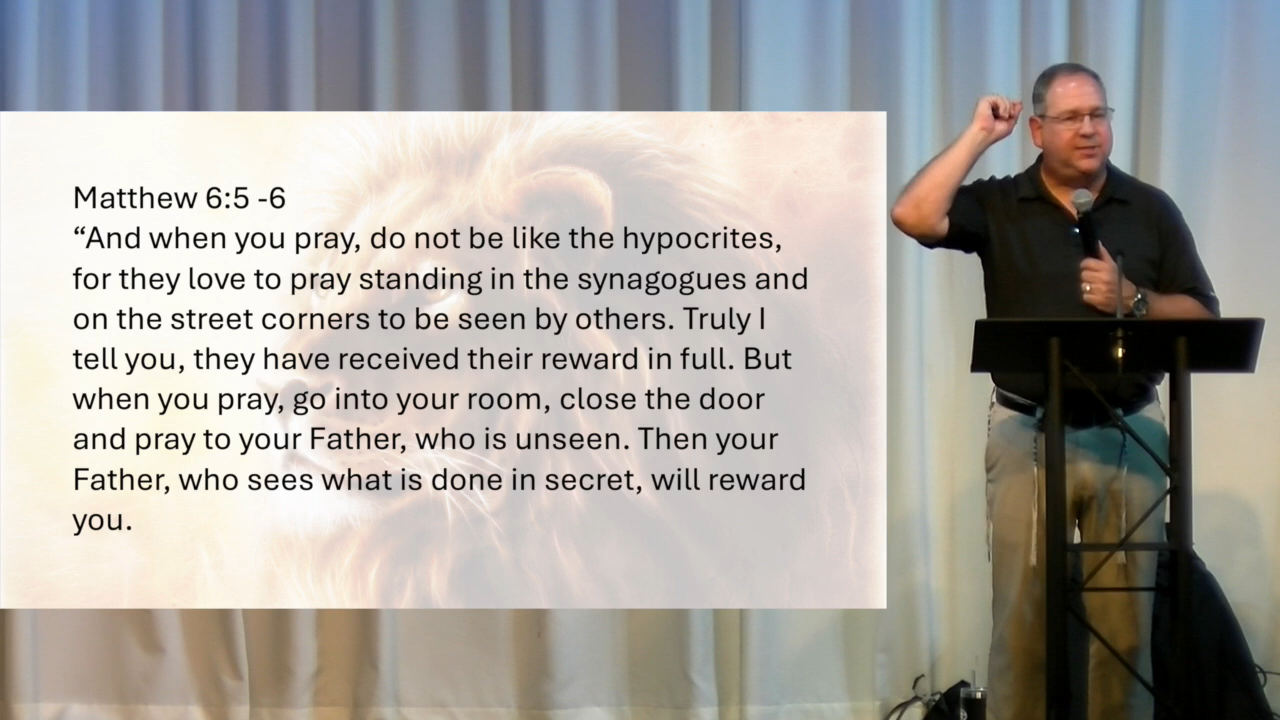 Matthew 6:5 -6
“And when you pray, do not be like the hypocrites,
for they love to pray standing in the synagogues and
on the street corners to be seen by others. Truly I
tell you, they have received their reward in full. But
when you pray, go into your room, close the door
and pray to your Father, who is unseen. Then your
Father, who sees what is done in secret, will reward
you.